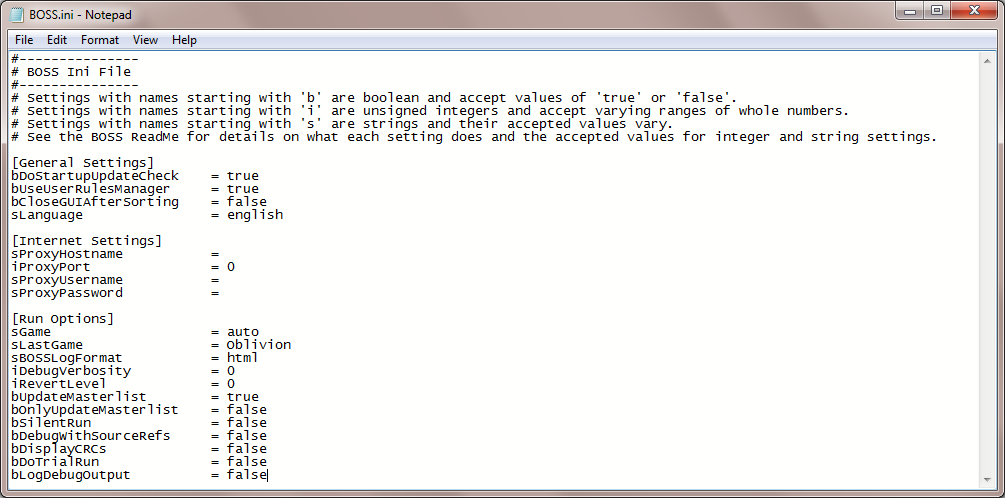 BOSS.ini - Notepad
File Edit Format View Help
#---------------
# BOSS Ini File
#---------------
# Settings with names starting with 'b' are boolean and accept values of 'true' or 'false'.
# Settings with names starting with 'i' are unsigned integers and accept varying ranges of whole numbers.
# Settings with names starting with 's' are strings and their accepted values vary.
# See the BOSS ReadMe for details on what each setting does and the accepted values for integer and string settings.
[General Settings]
bDoStartupUpdateCheck = true
bUseUserRulesManager = true
bCloseGUIAfterSorting = false
sLanguage = english
[Internet Settings]
sProxyHostname =
iProxyPort = 0
sProxyUsername =
sProxyPassword =
[Run Options]
sGame = auto
sLastGame = Oblivion
sBOSSLogFormat = html
iDebugVerbosity = 0
iRevertLevel = 0
bUpdateMasterlist = true
bOnlyUpdateMasterlist = false
bSilentRun = false
bDebugWithSourceRefs = false
bDisplayCRCs = false
bDoTrialRun = false
bLogDebugOutput = false